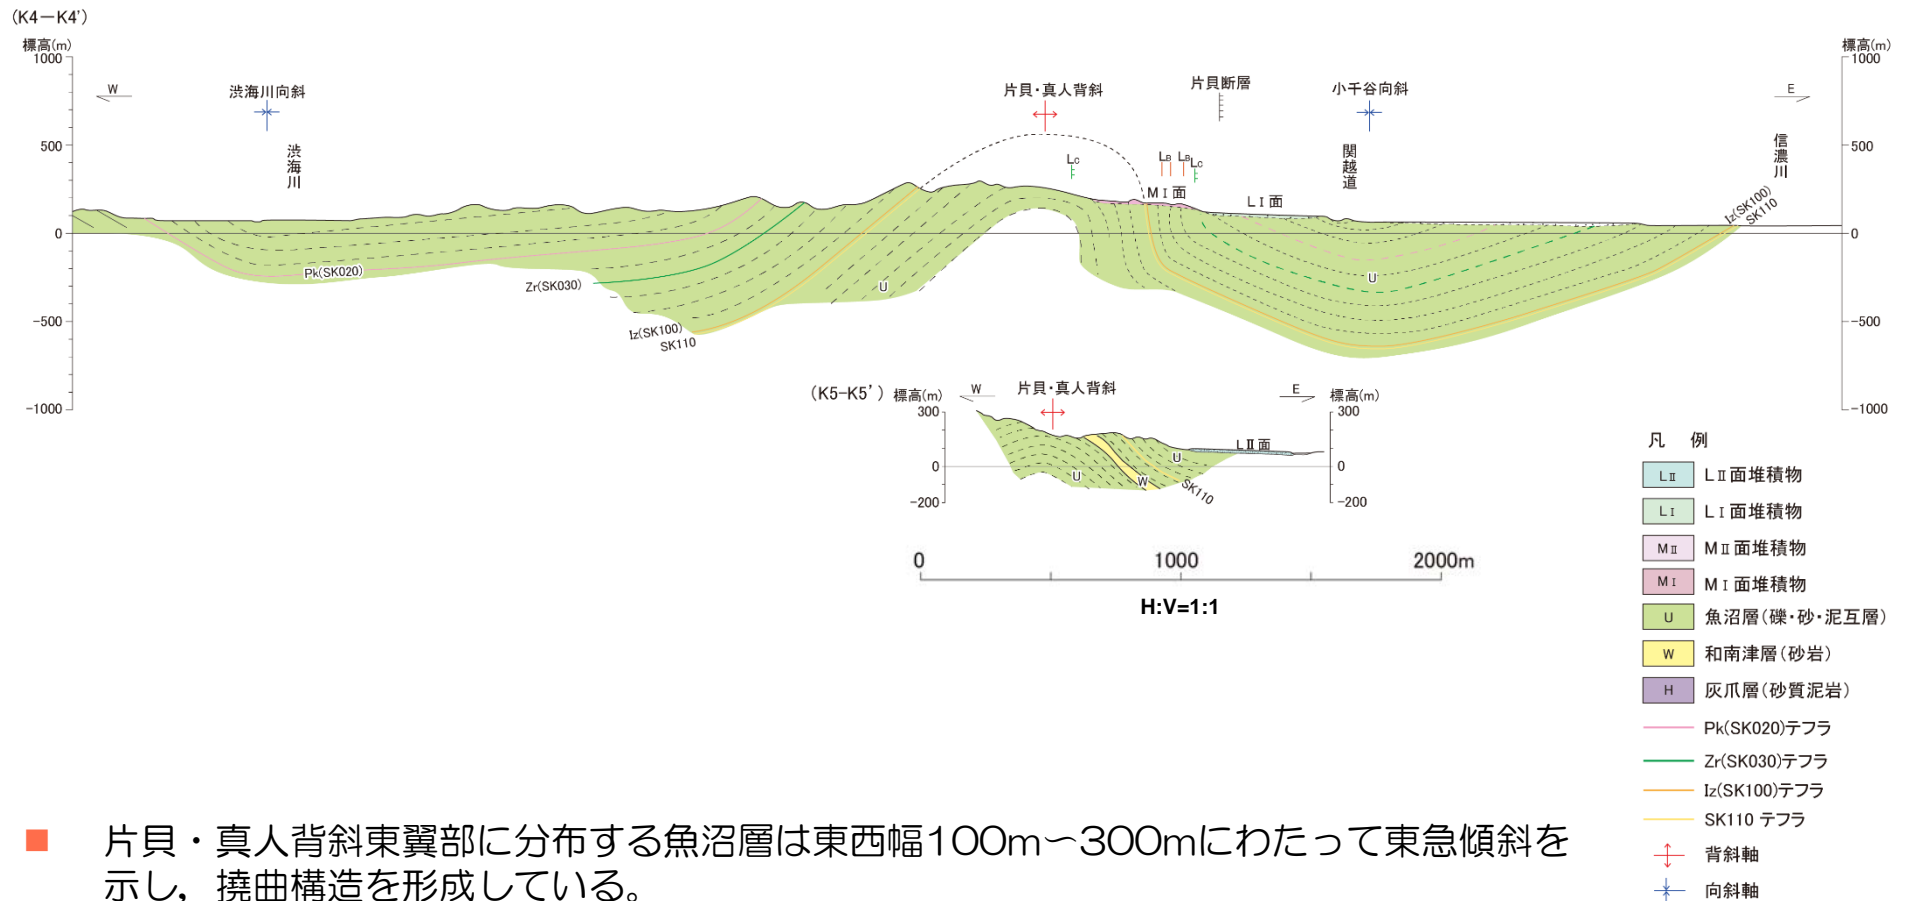 (K4－K4')
標高(m)
1000
500
0
−500
−1000
W
渋海川向斜
渋海川
片貝・真人背斜
片貝断層
小千谷向斜
関越道
信濃川
E
標高(m)
1000
500
0
−500
−1000
LC
LB
LB
LC
MⅠ面
LⅠ面
Iz(SK100)
SK110
Pk(SK020)
Zr(SK030)
Iz(SK100)
SK110
U
U
(K5-K5')
標高(m)
W
片貝・真人背斜
E
標高(m)
300
0
−200
300
0
−200
LⅡ面
U
U
W
SK110
0 1000 2000m
H:V=1:1
凡 例
LⅡ LⅡ面堆積物
LⅠ LⅠ面堆積物
MⅡ MⅡ面堆積物
MⅠ MⅠ面堆積物
U 魚沼層(礫・砂・泥互層)
W 和南津層(砂岩)
H 灰爪層(砂質泥岩)
Pk(SK020)テフラ
Zr(SK030)テフラ
Iz(SK100)テフラ
SK110 テフラ
背斜軸
向斜軸
片貝・真人背斜東翼部に分布する魚沼層は東西幅100m～300mにわたって東急傾斜を
示し，撓曲構造を形成している。